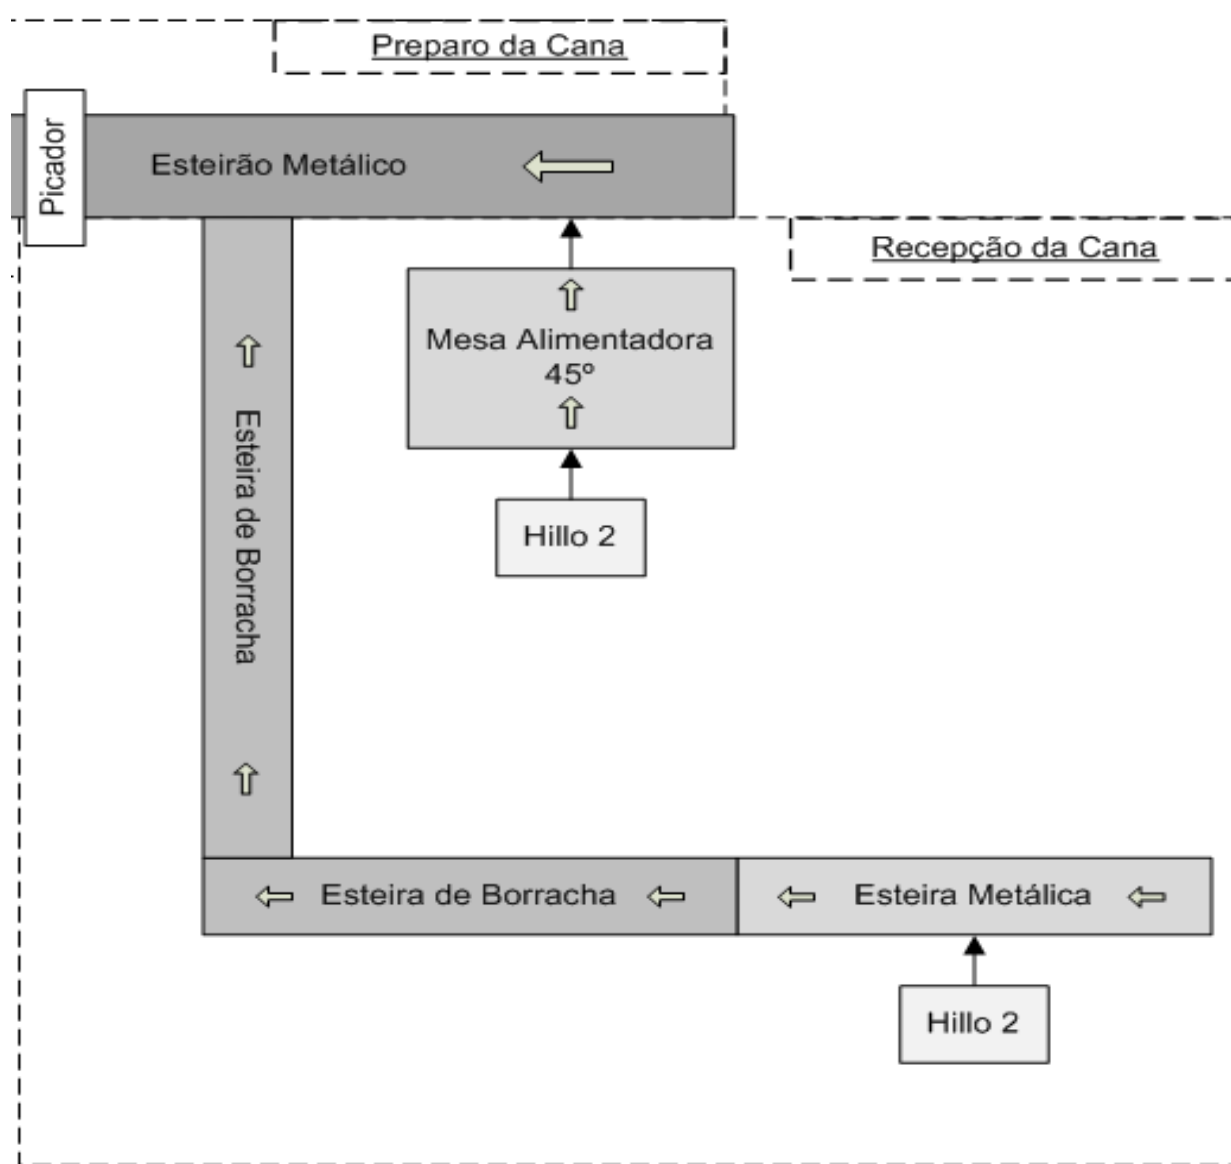 Preparo da Cana
Picador
Esteirão Metálico
Recepção da Cana
Mesa Alimentadora
45º
Esteira de Borracha
Hillo 2
Esteira de Borracha
Esteira Metálica
Hillo 2